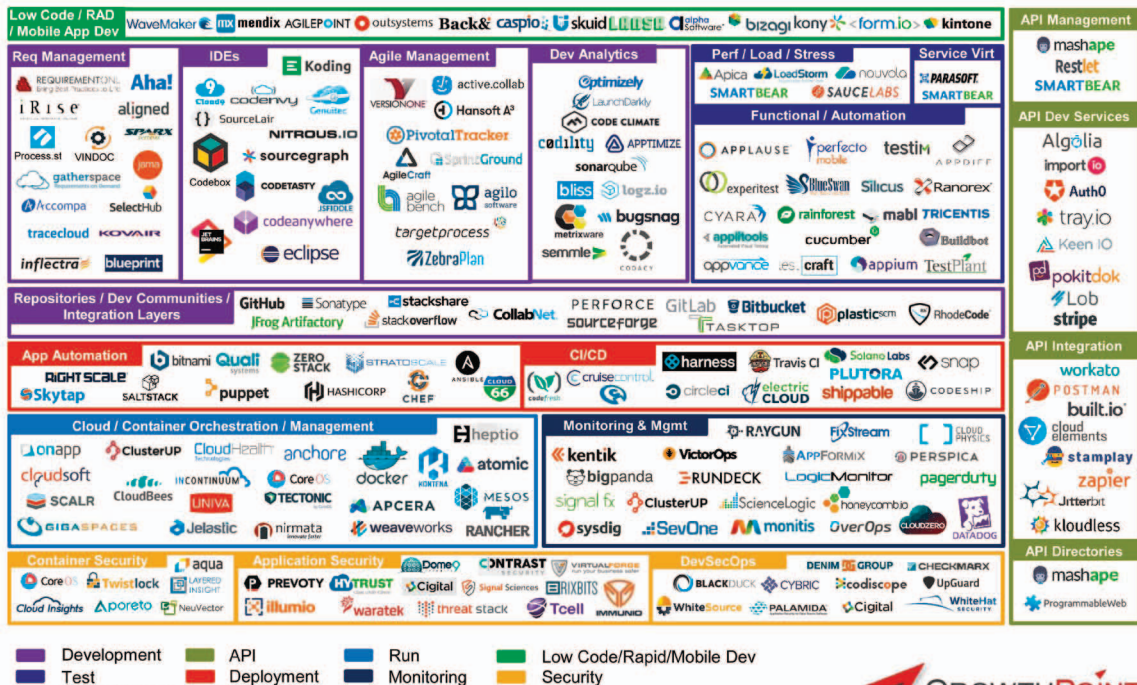 Low Code / RAD / Mobile App Dev
WaveMaker mx mendix AGILEPOINT outsystems Back& caspio skuid LANSA alpha Software bizagi kony <form.io> kintone
Req Management
REQUIREMENTONE Aha!
iRise aligned
Process.st VINDOC SPARX
jama
gatherspace
Accompa SelectHub
tracecloud KOVAIR
inflectra blueprint
IDEs
Koding
Cloud9 codenvy Genuitec
{} SourceLair
NITROUS.IO
Codebox sourcegraph
CODETASTY JSFIDDLE
JET BRAINS codeanywhere
eclipse
Agile Management
VERSIONONE active.collab
Hansoft A³
PivotalTracker
AgileCraft SprintGround
agile bench agilo software
targetprocess
ZebraPlan
Dev Analytics
Optimizely
LaunchDarkly
CODE CLIMATE
codility APPTIMIZE
sonarqube
bliss logz.io
metrixware bugsnag
semmle CODACY
Perf / Load / Stress
Apica LoadStorm nouvola
SMARTBEAR SAUCELABS
Service Virt
PARASOFT.
SMARTBEAR
Functional / Automation
APPLAUSE perfecto mobile testim APPDIFF
experitest BlueSwan Silicus Ranorex
CYARA rainforest mabl TRICENTIS
applitools cucumber Buildbot
appvance craft appium TestPlant
Repositories / Dev Communities / Integration Layers
GitHub Sonatype stackshare CollabNet PERFORCE GitLab Bitbucket plasticscm RhodeCode
JFrog Artifactory stackoverflow sourceforge TASKTOP
App Automation
bitnami Quali systems ZERO STACK STRATOSCALE ANSIBLE
RIGHTSCALE SALTSTACK puppet HASHICORP CHEF CLOUD 66
Skytap
CI/CD
codefresh cruisecontrol harness Travis CI Solano Labs snap
PLUTORA
circleci electric CLOUD shippable CODESHIP
Cloud / Container Orchestration / Management
heptio
onapp ClusterUP CloudHealth Technologies anchore docker KONTENA atomic
cloudsoft CloudBees INCONTINUUM CoreOS
SCALR UNIVA TECTONIC APCERA MESOS
GIGASPACES Jelastic nirmata weaveworks RANCHER
Monitoring & Mgmt
RAYGUN FixStream CLOUD PHYSICS
kentik VictorOps APPFORMIX PERSPICA
bigpanda RUNDECK LogicMonitor pagerduty
signal fx ClusterUP ScienceLogic honeycomb.io
sysdig SevOne monitis OverOps CLOUDZERO DATADOG
Container Security
aqua
CoreOS Twistlock LAYERED INSIGHT
Cloud Insights aporeto NeuVector
Application Security
Dome9 CONTRAST SECURITY VIRTUALFORGE
PREVOTY HYTRUST Cigital Signal Sciences RIXBITS
illumio waratek threat stack Tcell IMMUNIO
DevSecOps
DENIM GROUP CHECKMARX
BLACKDUCK CYBRIC codiscope UpGuard
WhiteSource PALAMIDA Cigital WhiteHat SECURITY
API Management
mashape
Restlet
SMARTBEAR
API Dev Services
Algolia
import io
Auth0
tray.io
Keen IO
pd pokitdok
Lob
stripe
API Integration
workato
POSTMAN
built.io
cloud elements
stamplay
zapier
Jitterbit
kloudless
API Directories
mashape
ProgrammableWeb
Development API Run Low Code/Rapid/Mobile Dev
Test Deployment Monitoring Security